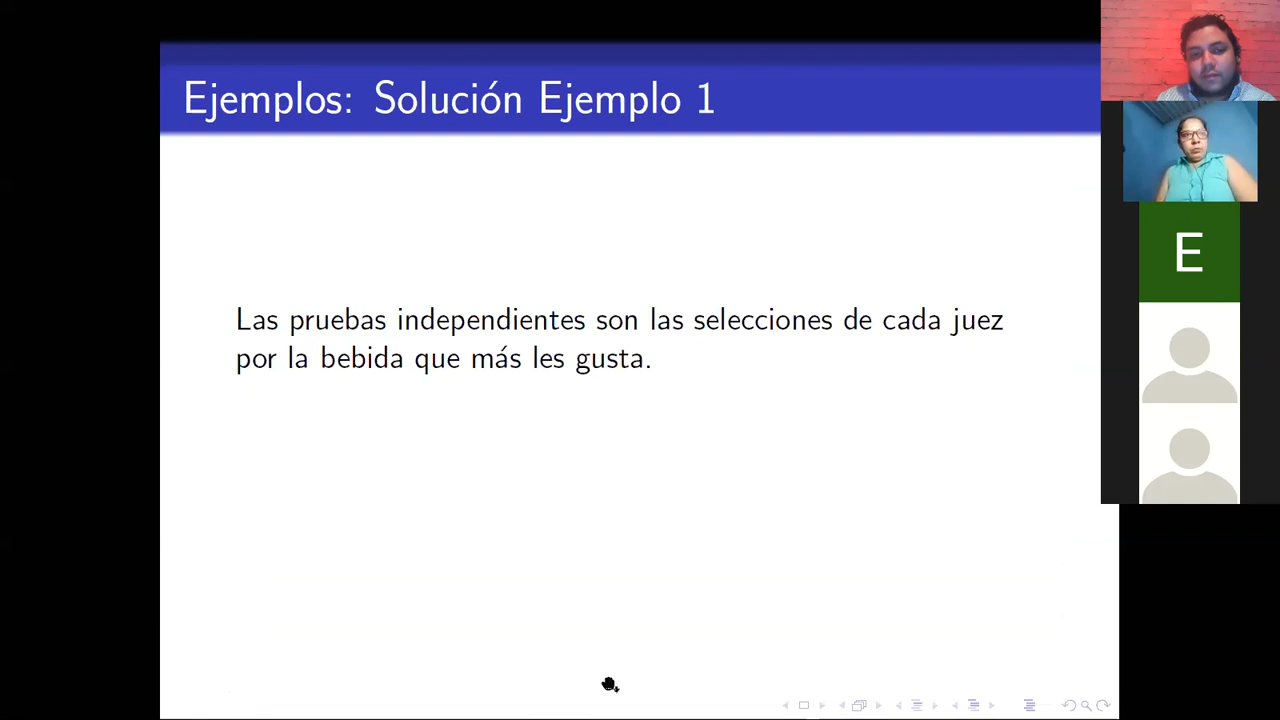 Ejemplos: Solución Ejemplo 1
Las pruebas independientes son las selecciones de cada juez
por la bebida que más les gusta.
E